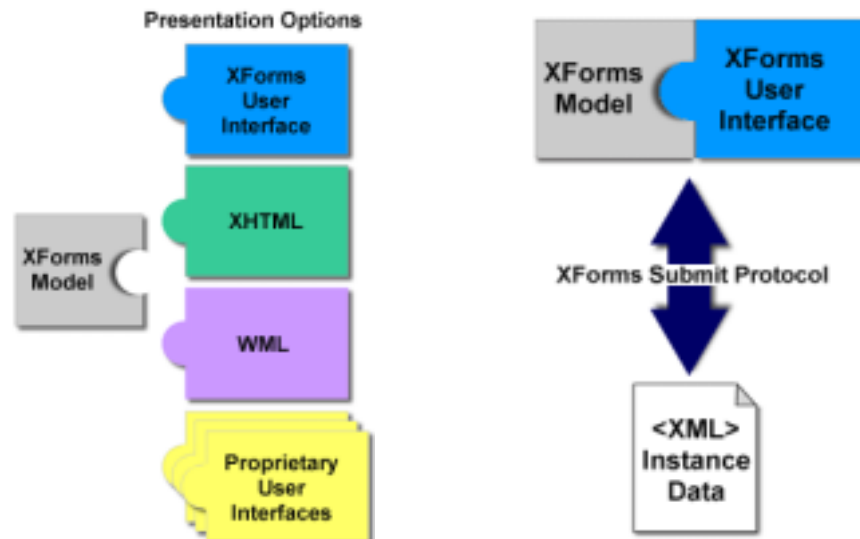 Presentation Options
XForms
User
Interface
XHTML
XForms
Model
WML
Proprietary
User
Interfaces
XForms
Model
XForms
User
Interface
XForms Submit Protocol
<XML>
Instance
Data